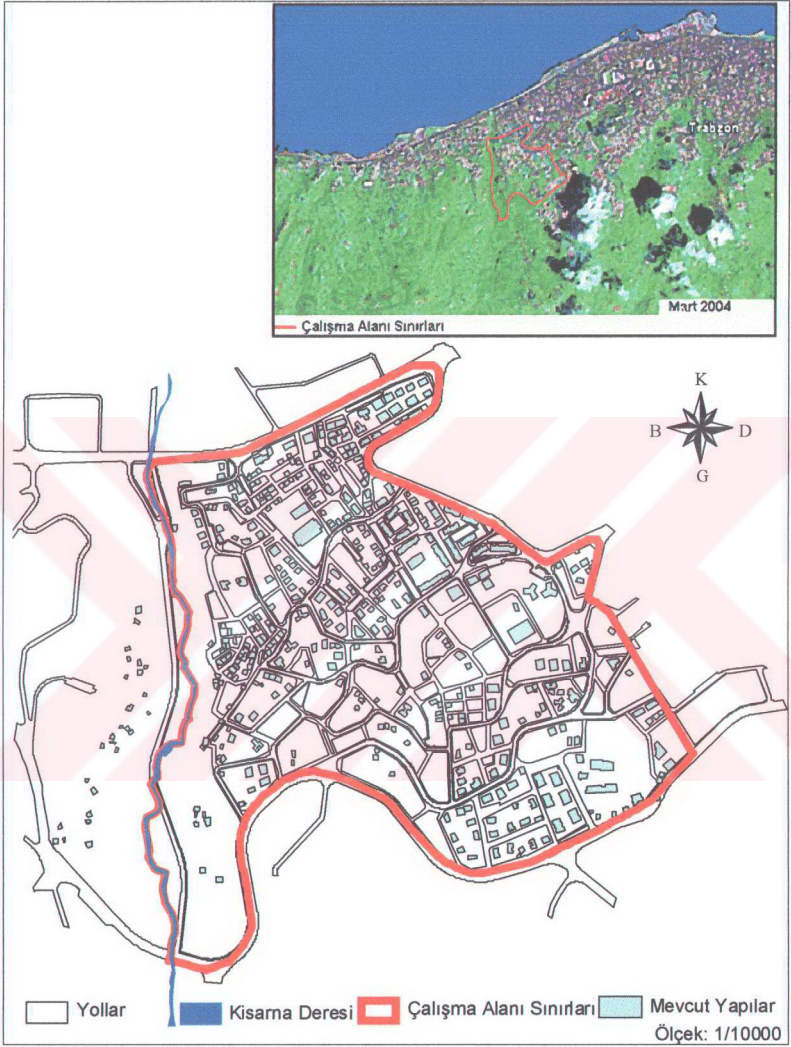 Trabzon
Mart 2004
Çalışma Alanı Sınırları
K
B D
G
Yollar Kisarna Deresi Çalışma Alanı Sınırları Mevcut Yapılar
Ölçek: 1/10000